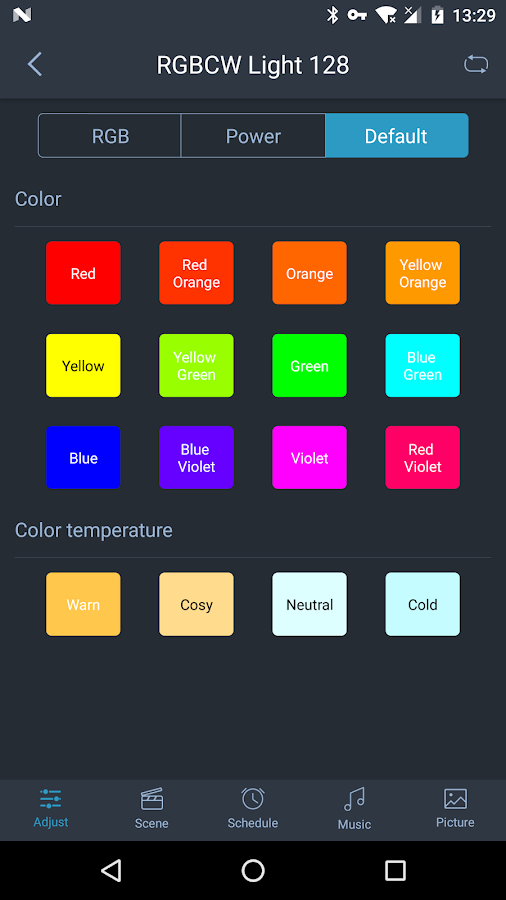 13:29
RGBCW Light 128
RGB Power Default
Color
Red Red Orange Orange Yellow Orange
Yellow Yellow Green Green Blue Green
Blue Blue Violet Violet Red Violet
Color temperature
Warn Cosy Neutral Cold
Adjust Scene Schedule Music Picture